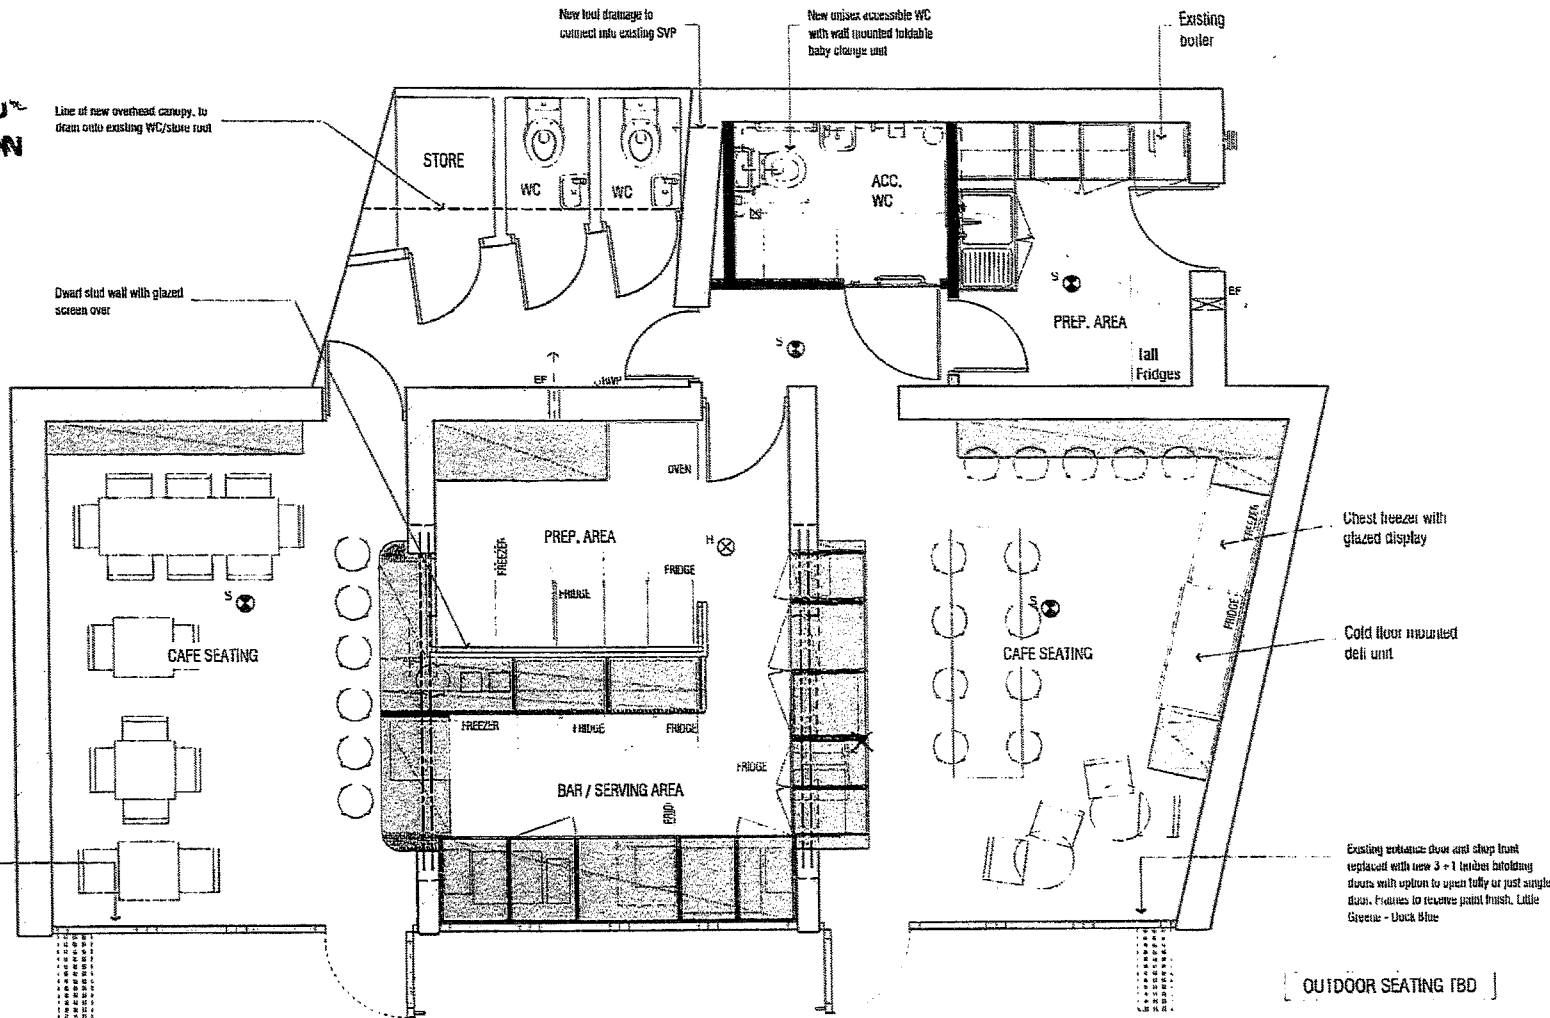 New foul drainage to
connect into existing SVP
New unisex accessible WC
with wall mounted foldable
baby change unit
Existing
boiler
Line of new overhead canopy, to
drain onto existing WC/store roof
STORE
WC
WC
ACC.
WC
S
EF
PREP. AREA
Tall
Fridges
Dwarf stud wall with glazed
screen over
S
EF
RWP
OVEN
PREP. AREA
H
FREEZER
FRIDGE
FRIDGE
S
CAFE SEATING
S
CAFE SEATING
FREEZER
FRIDGE
Chest freezer with
glazed display
Cold floor mounted
deli unit
FREEZER
FRIDGE
FRIDGE
FRIDGE
BAR / SERVING AREA
Existing entrance door and shop front
replaced with new 3 + 1 timber bifolding
doors with option to open fully or just single
door. Frames to receive paint finish, Little
Greene - Dock Blue
OUTDOOR SEATING TBD